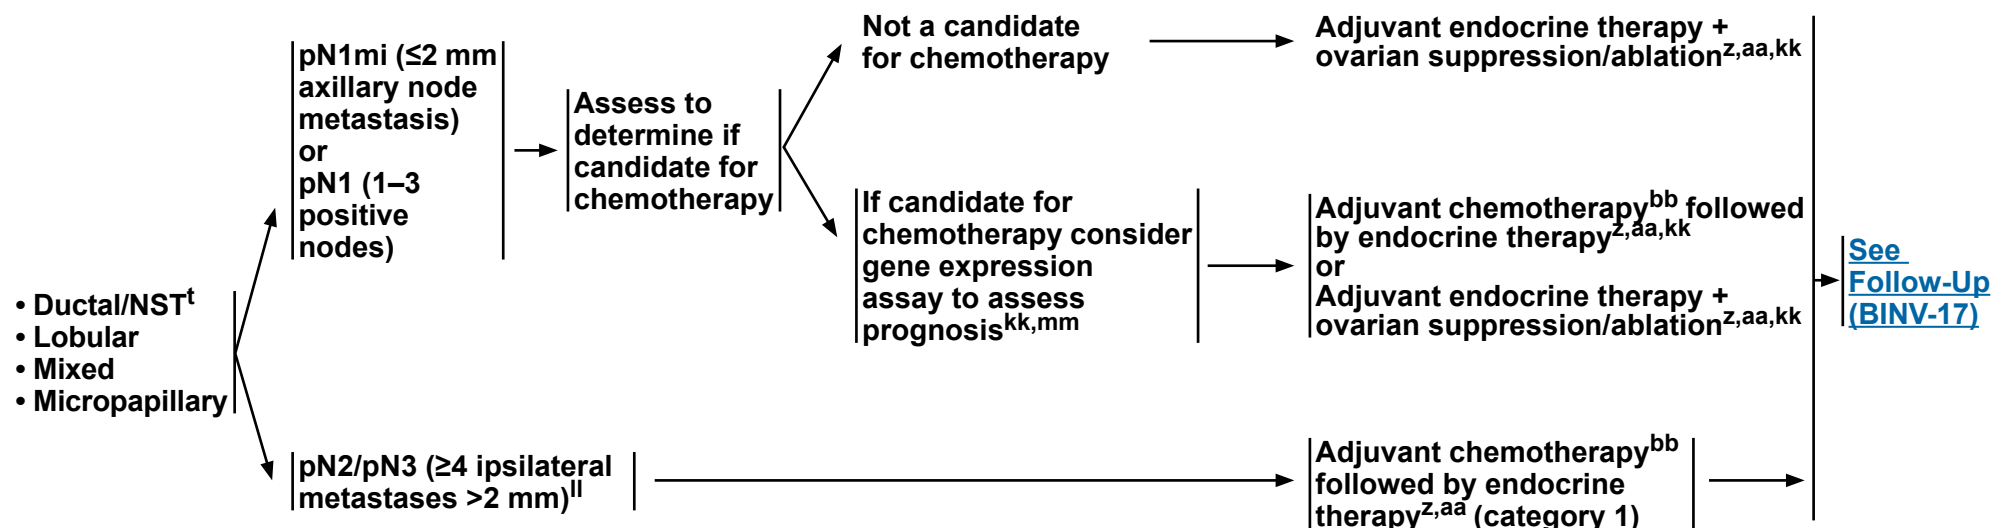 • Ductal/NSTt
• Lobular
• Mixed
• Micropapillary
pN1mi (≤2 mm
axillary node
metastasis)
or
pN1 (1–3
positive
nodes)
Assess to
determine if
candidate for
chemotherapy
Not a candidate
for chemotherapy
Adjuvant endocrine therapy +
ovarian suppression/ablationz,aa,kk
If candidate for
chemotherapy consider
gene expression
assay to assess
prognosiskk,mm
Adjuvant chemotherapybb followed
by endocrine therapyz,aa,kk
or
Adjuvant endocrine therapy +
ovarian suppression/ablationz,aa,kk
pN2/pN3 (≥4 ipsilateral
metastases >2 mm)ll
Adjuvant chemotherapybb
followed by endocrine
therapyz,aa (category 1)
See
Follow-Up
(BINV-17)